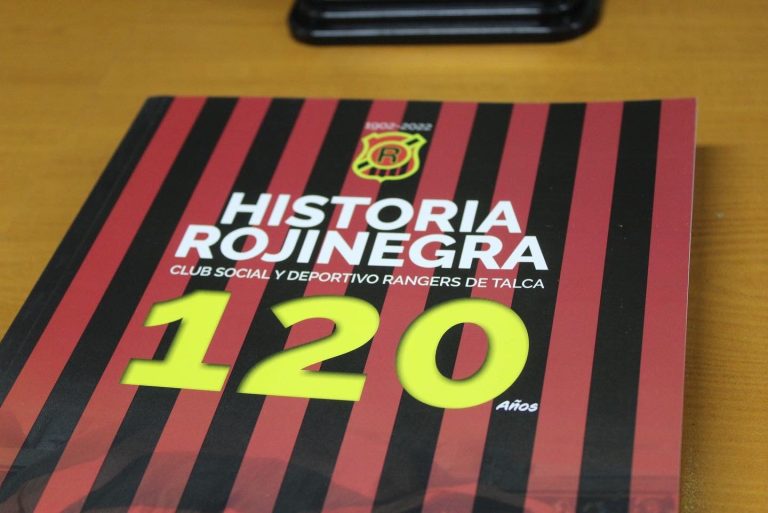 1902-2022
R
HISTORIA
ROJINEGRA
CLUB SOCIAL Y DEPORTIVO RANGERS DE TALCA
120
Años